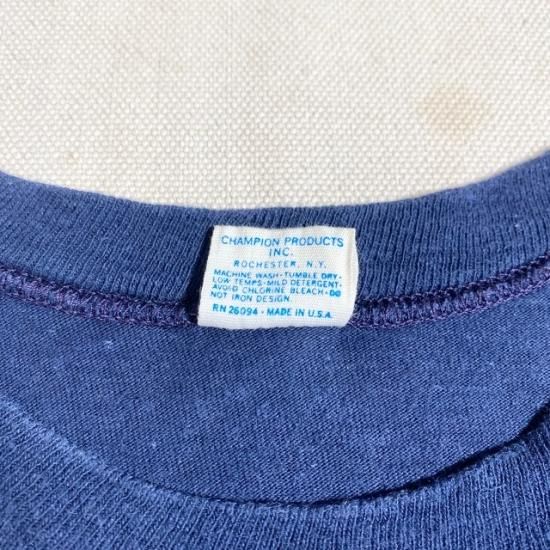 CHAMPION PRODUCTS
INC.
ROCHESTER, N.Y.
MACHINE WASH • TUMBLE DRY •
LOW TEMPS • MILD DETERGENT •
AVOID CHLORINE BLEACH • DO
NOT IRON DESIGN.
RN 26094 • MADE IN U.S.A.